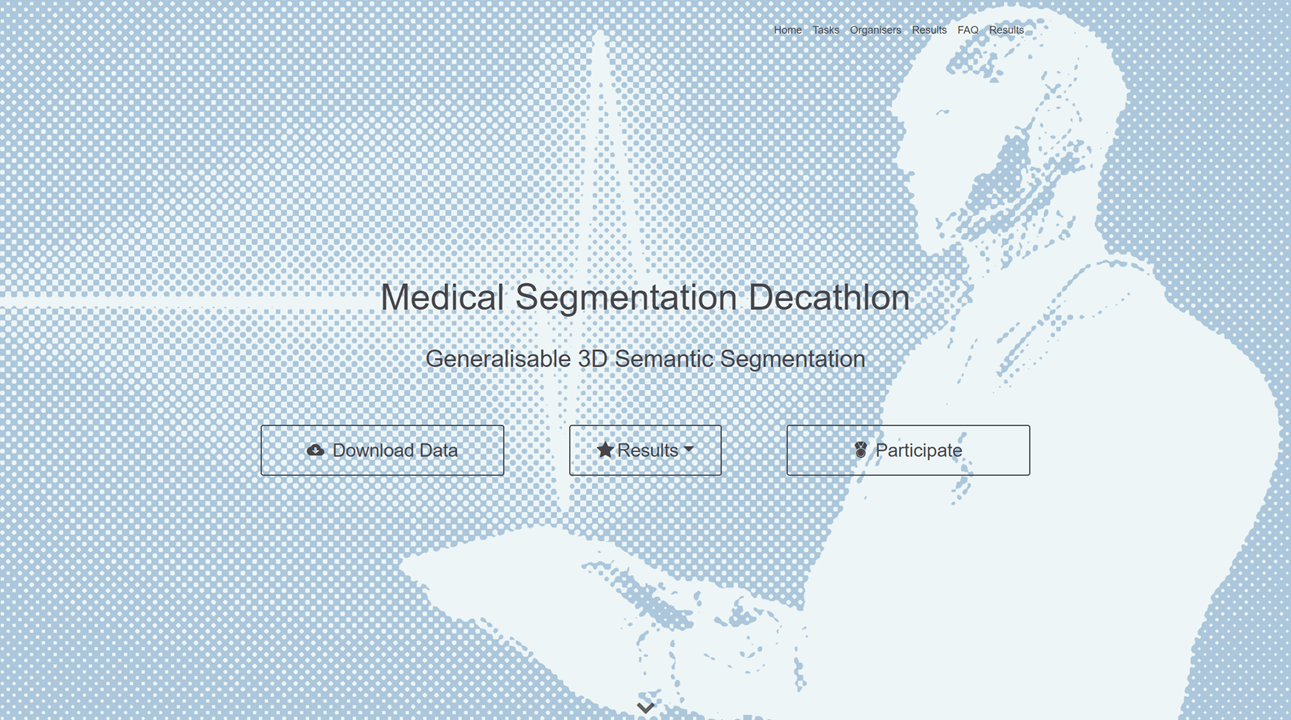 Home Tasks Organisers Results FAQ Results
Medical Segmentation Decathlon
Generalisable 3D Semantic Segmentation
Download Data Results Participate